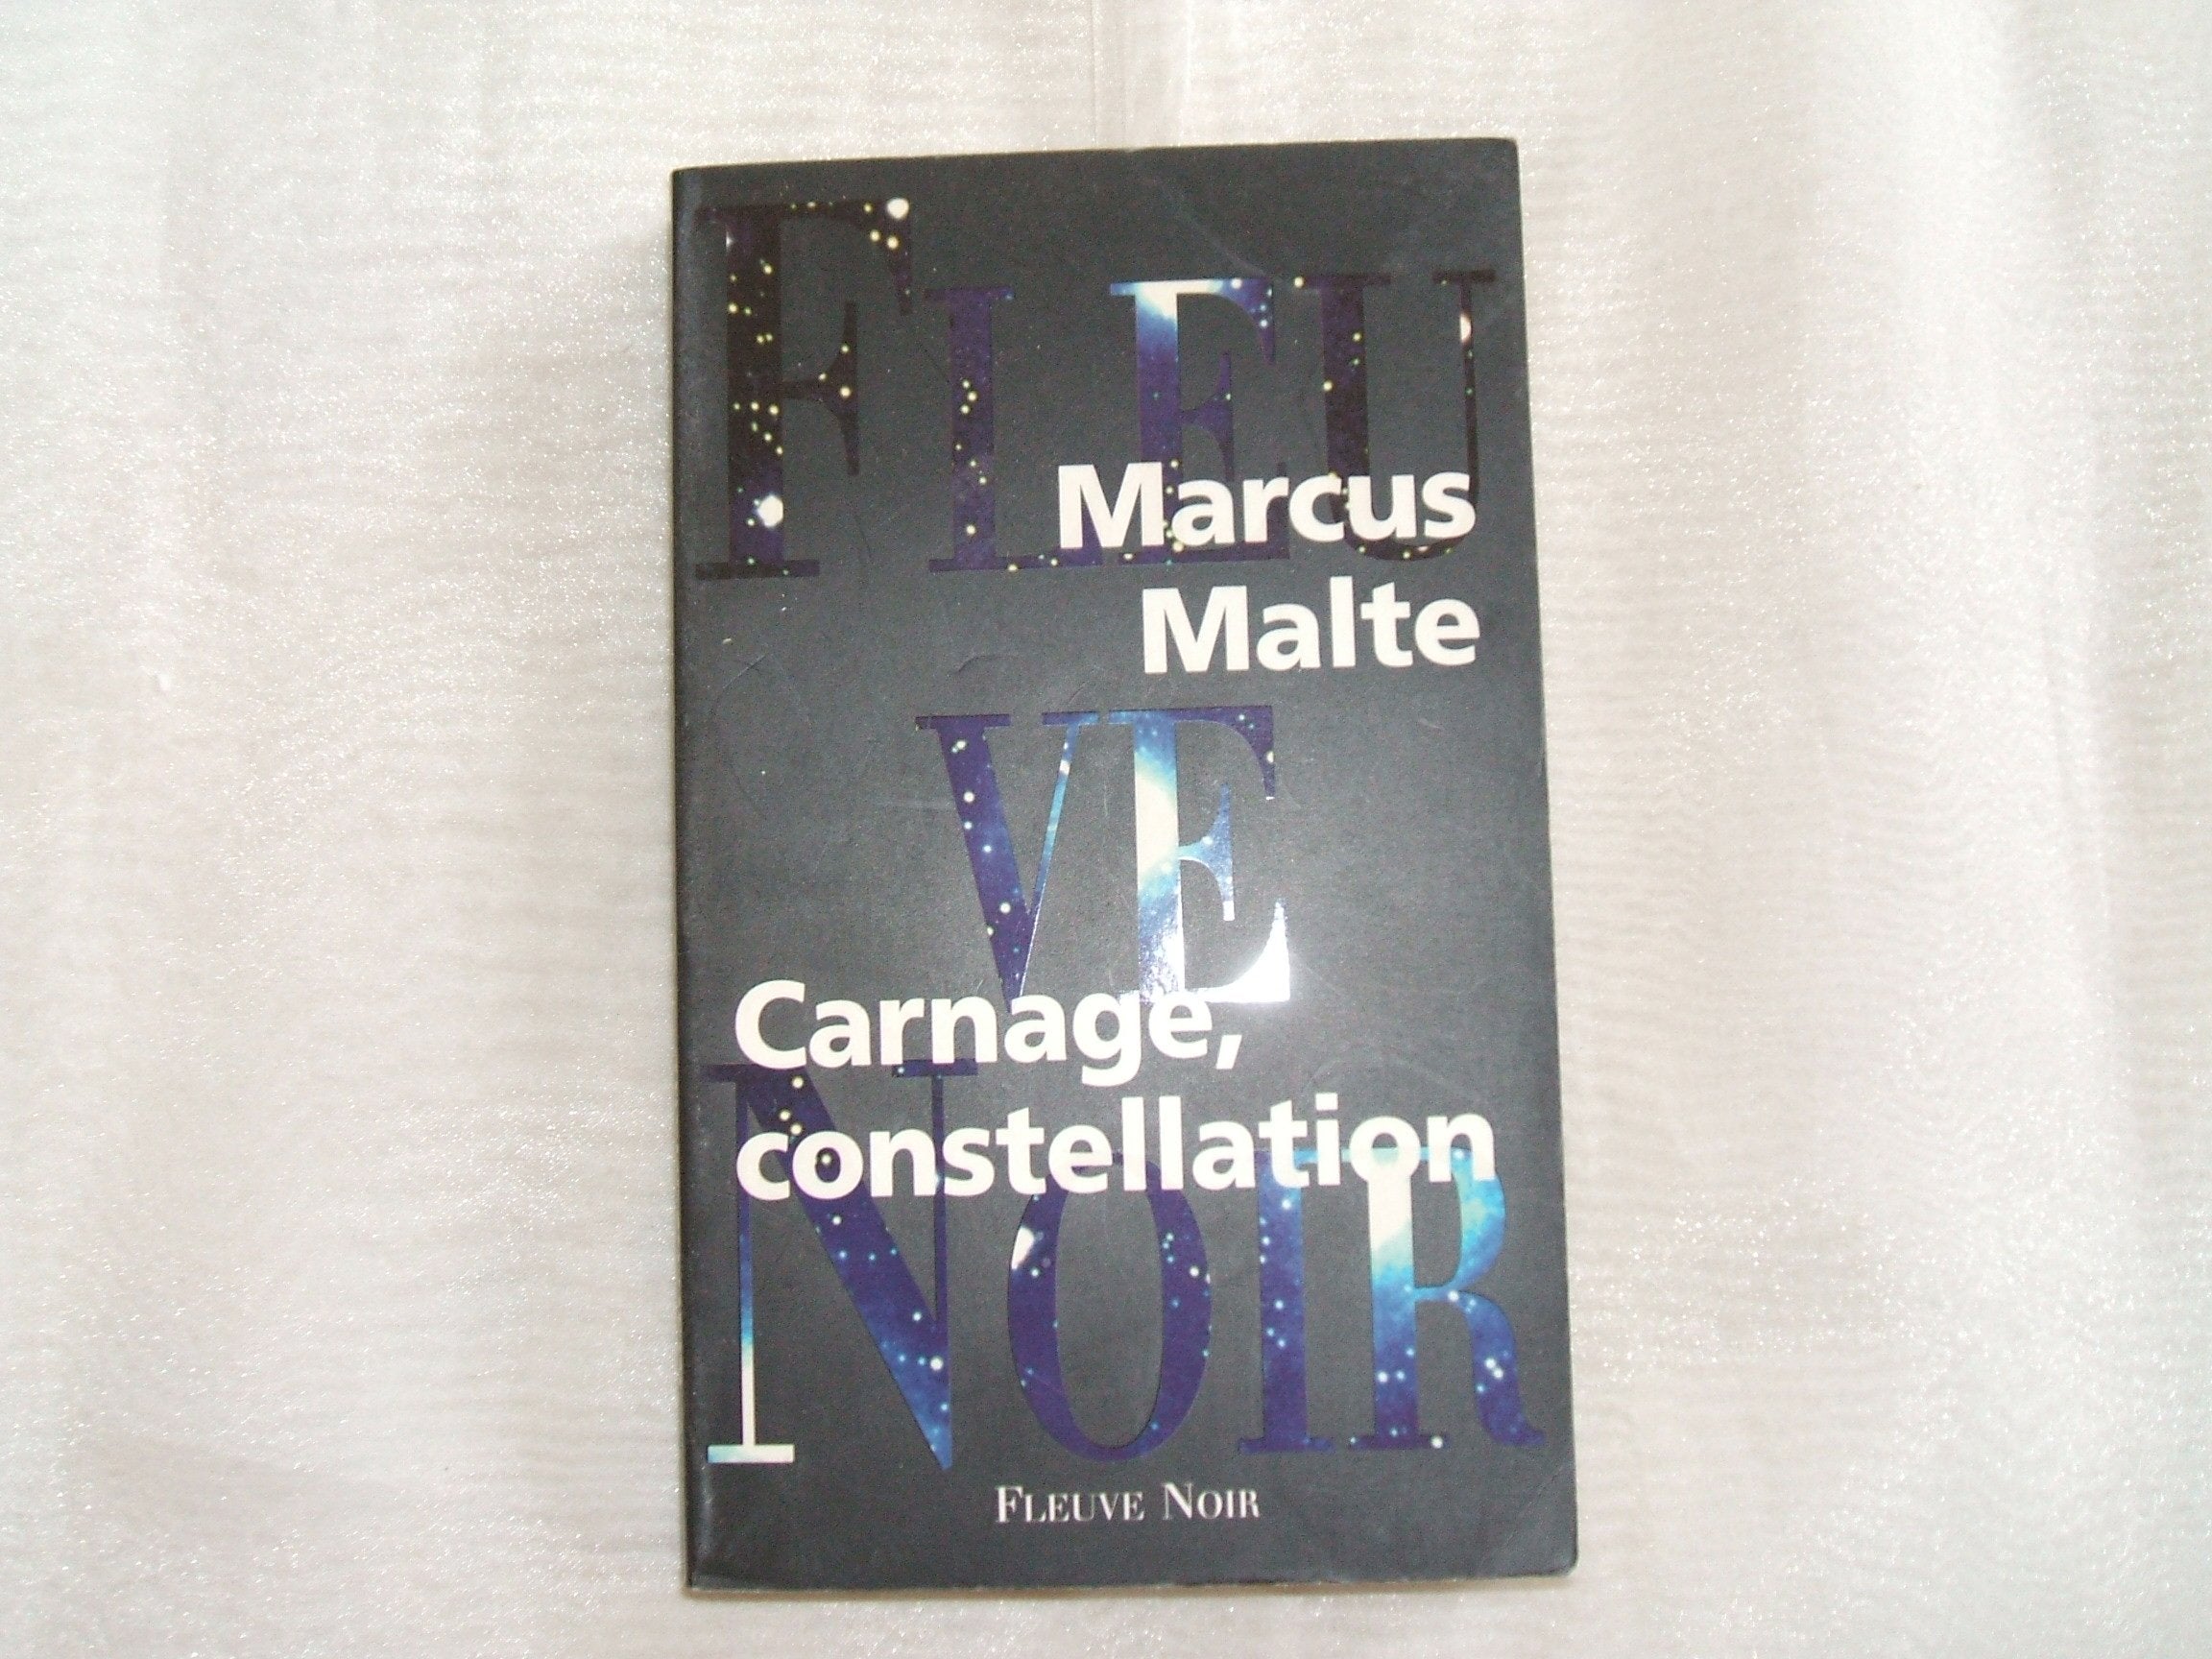 FLEU
Marcus
Malte
VE
Carnage,
constellation
NOIR
FLEUVE NOIR